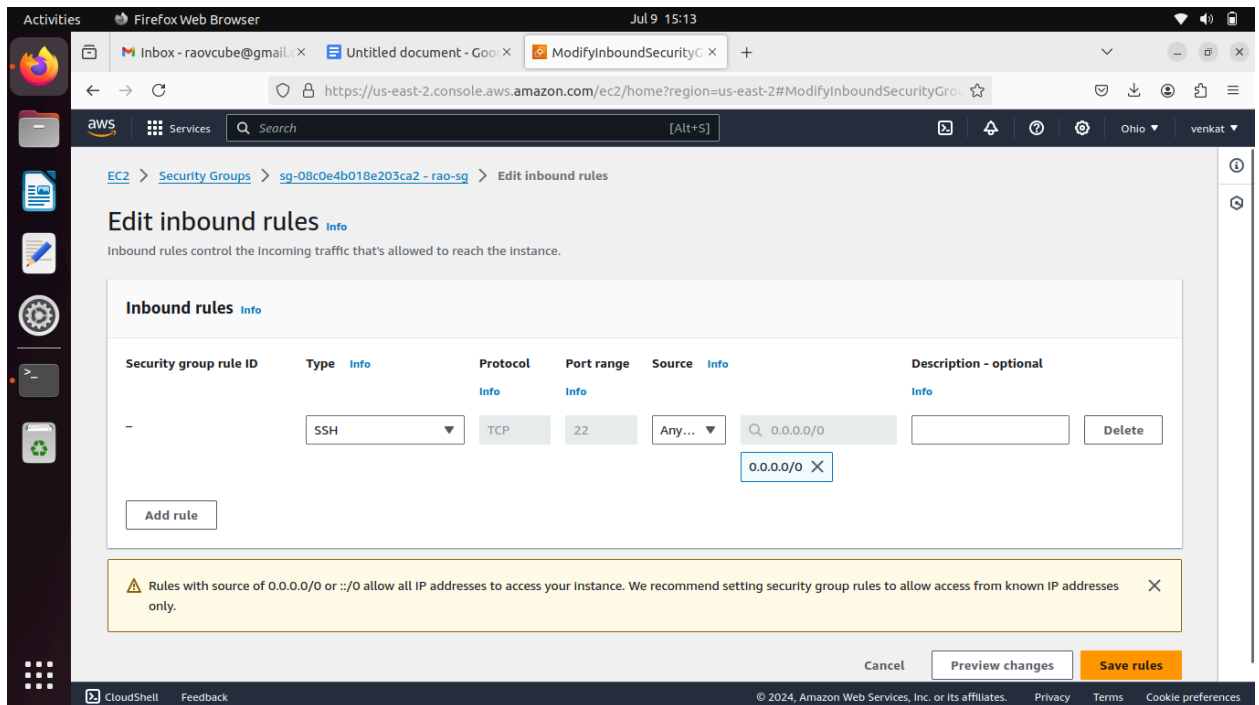 Activities Firefox Web Browser Jul 9 15:13
Inbox - raovcube@gmail.c Untitled document - Goo ModifyInboundSecurityG
https://us-east-2.console.aws.amazon.com/ec2/home?region=us-east-2#ModifyInboundSecurityGrou
aws Services Search [Alt+S] Ohio venkat
EC2 > Security Groups > sg-08c0e4b018e203ca2 - rao-sg > Edit inbound rules
Edit inbound rules Info
Inbound rules control the incoming traffic that's allowed to reach the instance.
Inbound rules Info
Security group rule ID Type Info Protocol Port range Source Info Description - optional
Info Info Info
– SSH TCP 22 Any... 0.0.0.0/0 Delete
0.0.0.0/0
Add rule
Rules with source of 0.0.0.0/0 or ::/0 allow all IP addresses to access your instance. We recommend setting security group rules to allow access from known IP addresses
only.
Cancel Preview changes Save rules
CloudShell Feedback © 2024, Amazon Web Services, Inc. or its affiliates. Privacy Terms Cookie preferences